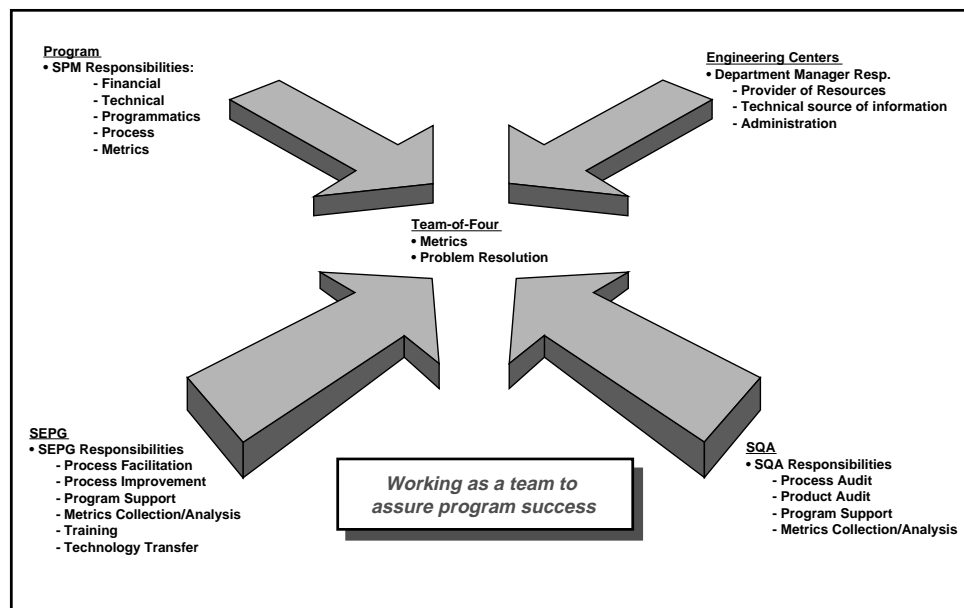 Program
• SPM Responsibilities:
- Financial
- Technical
- Programmatics
- Process
- Metrics
Engineering Centers
• Department Manager Resp.
- Provider of Resources
- Technical source of information
- Administration
Team-of-Four
• Metrics
• Problem Resolution
SEPG
• SEPG Responsibilities
- Process Facilitation
- Process Improvement
- Program Support
- Metrics Collection/Analysis
- Training
- Technology Transfer
Working as a team to
assure program success
SQA
• SQA Responsibilities
- Process Audit
- Product Audit
- Program Support
- Metrics Collection/Analysis